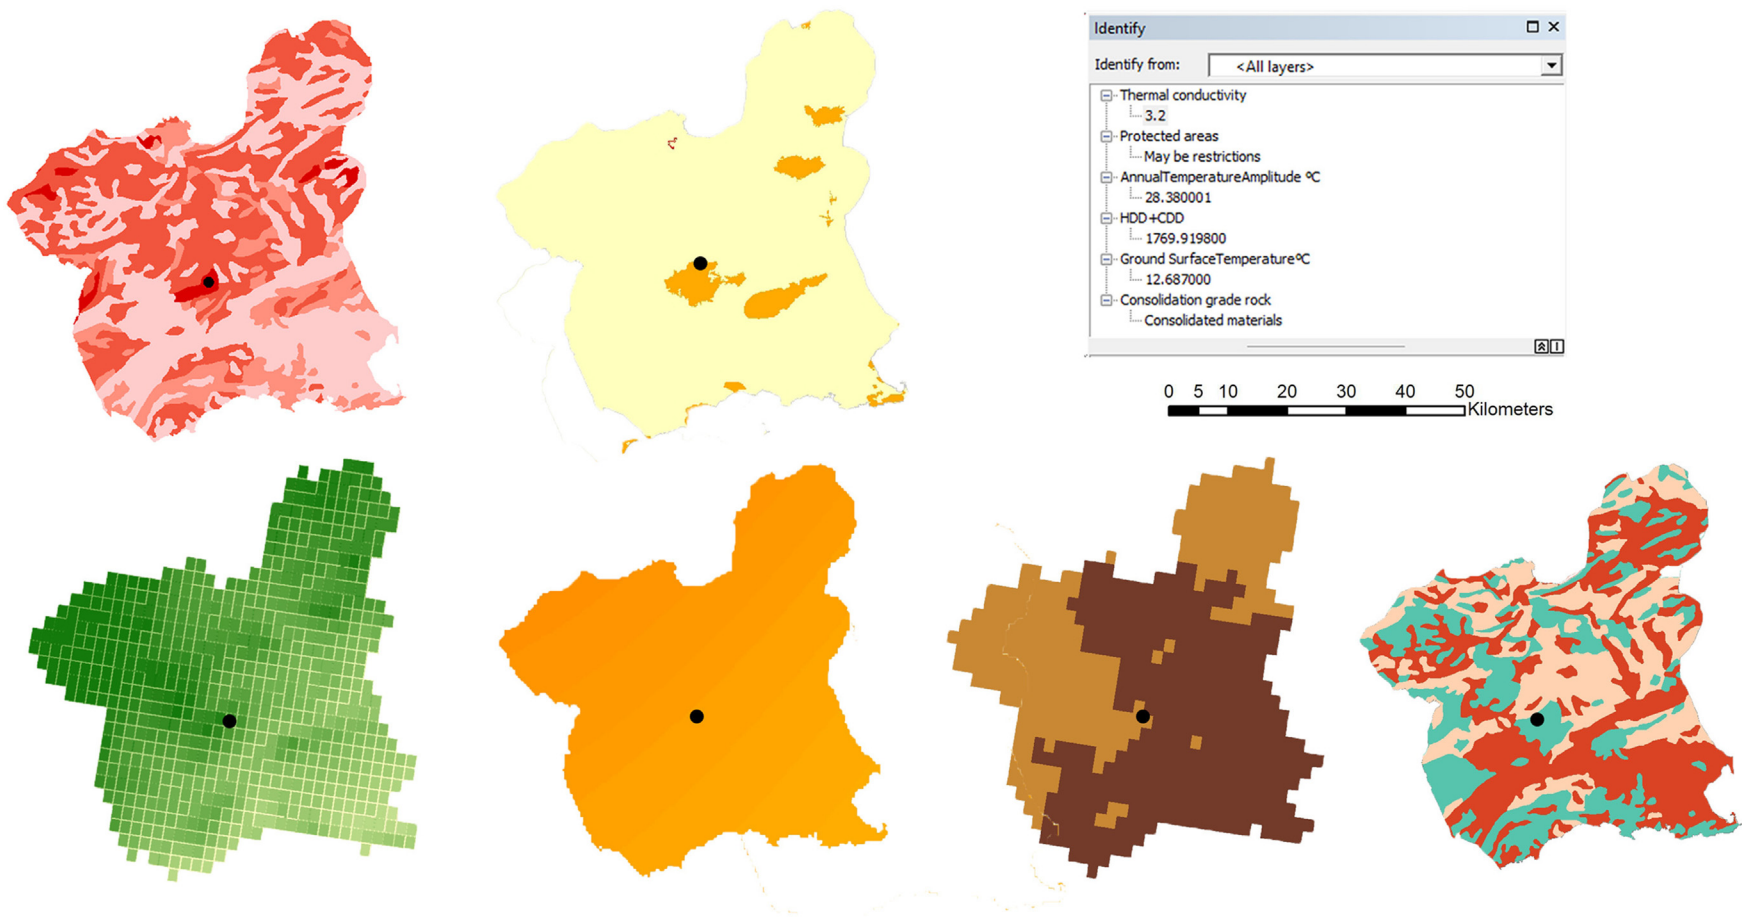 Identify
Identify from: <All layers>
Thermal conductivity
3.2
Protected areas
May be restrictions
AnnualTemperatureAmplitude ºC
28.380001
HDD+CDD
1769.919800
Ground SurfaceTemperatureºC
12.687000
Consolidation grade rock
Consolidated materials
0 5 10 20 30 40 50
Kilometers